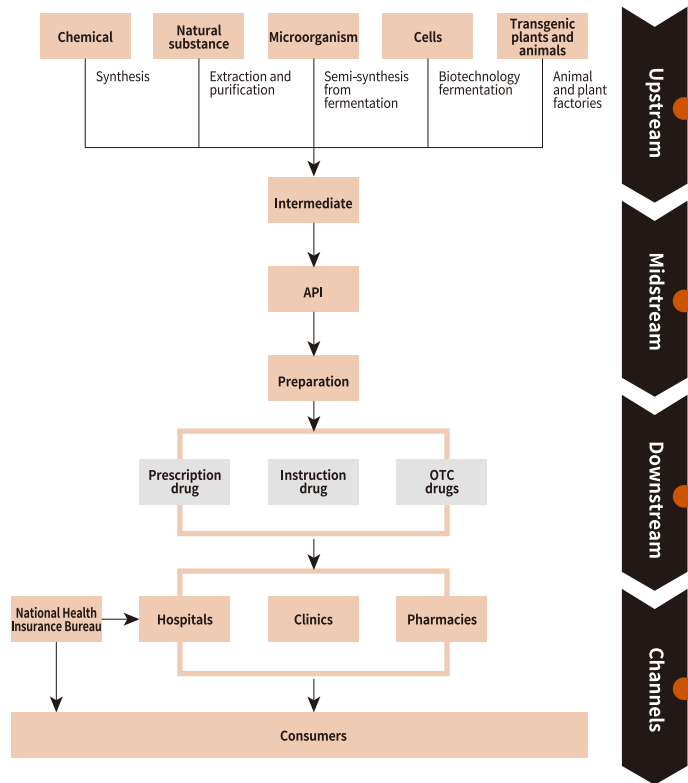 Chemical
Natural
substance
Microorganism
Cells
Transgenic
plants and
animals
Synthesis
Extraction and
purification
Semi-synthesis
from
fermentation
Biotechnology
fermentation
Animal
and plant
factories
Upstream
Intermediate
API
Preparation
Midstream
Prescription
drug
Instruction
drug
OTC
drugs
Downstream
National Health
Insurance Bureau
Hospitals
Clinics
Pharmacies
Consumers
Channels